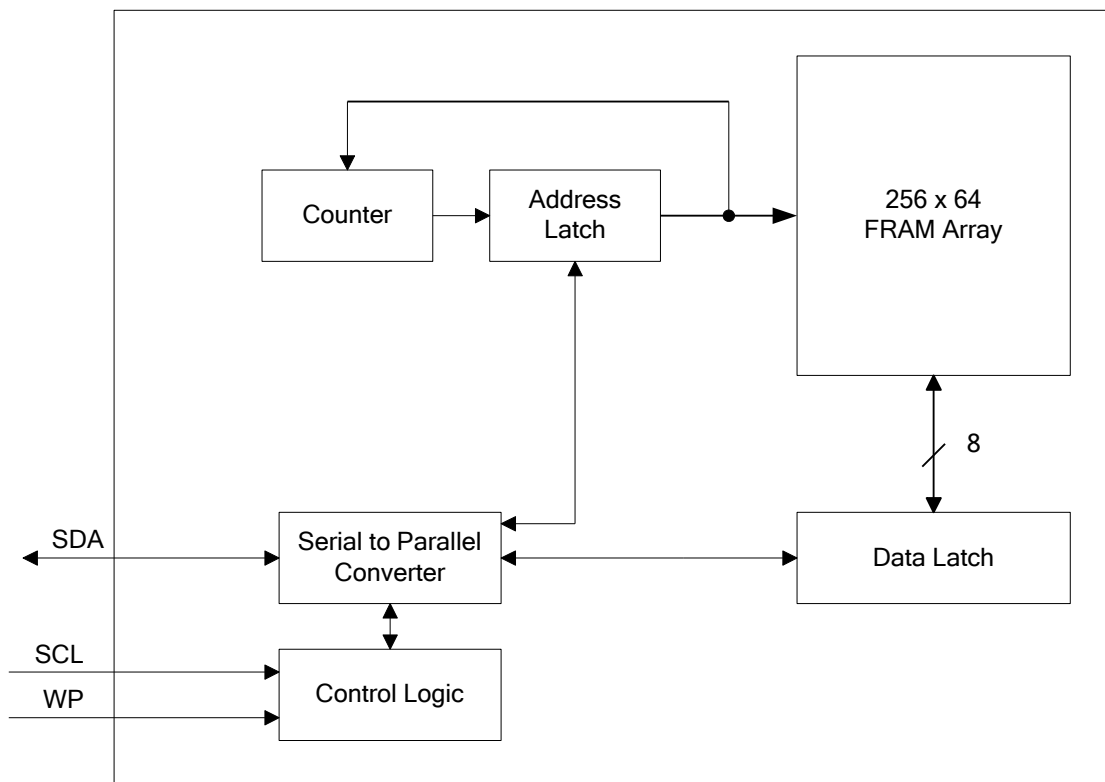 Counter
Address
Latch
256 x 64
FRAM Array
8
SDA
Serial to Parallel
Converter
Data Latch
SCL
WP
Control Logic